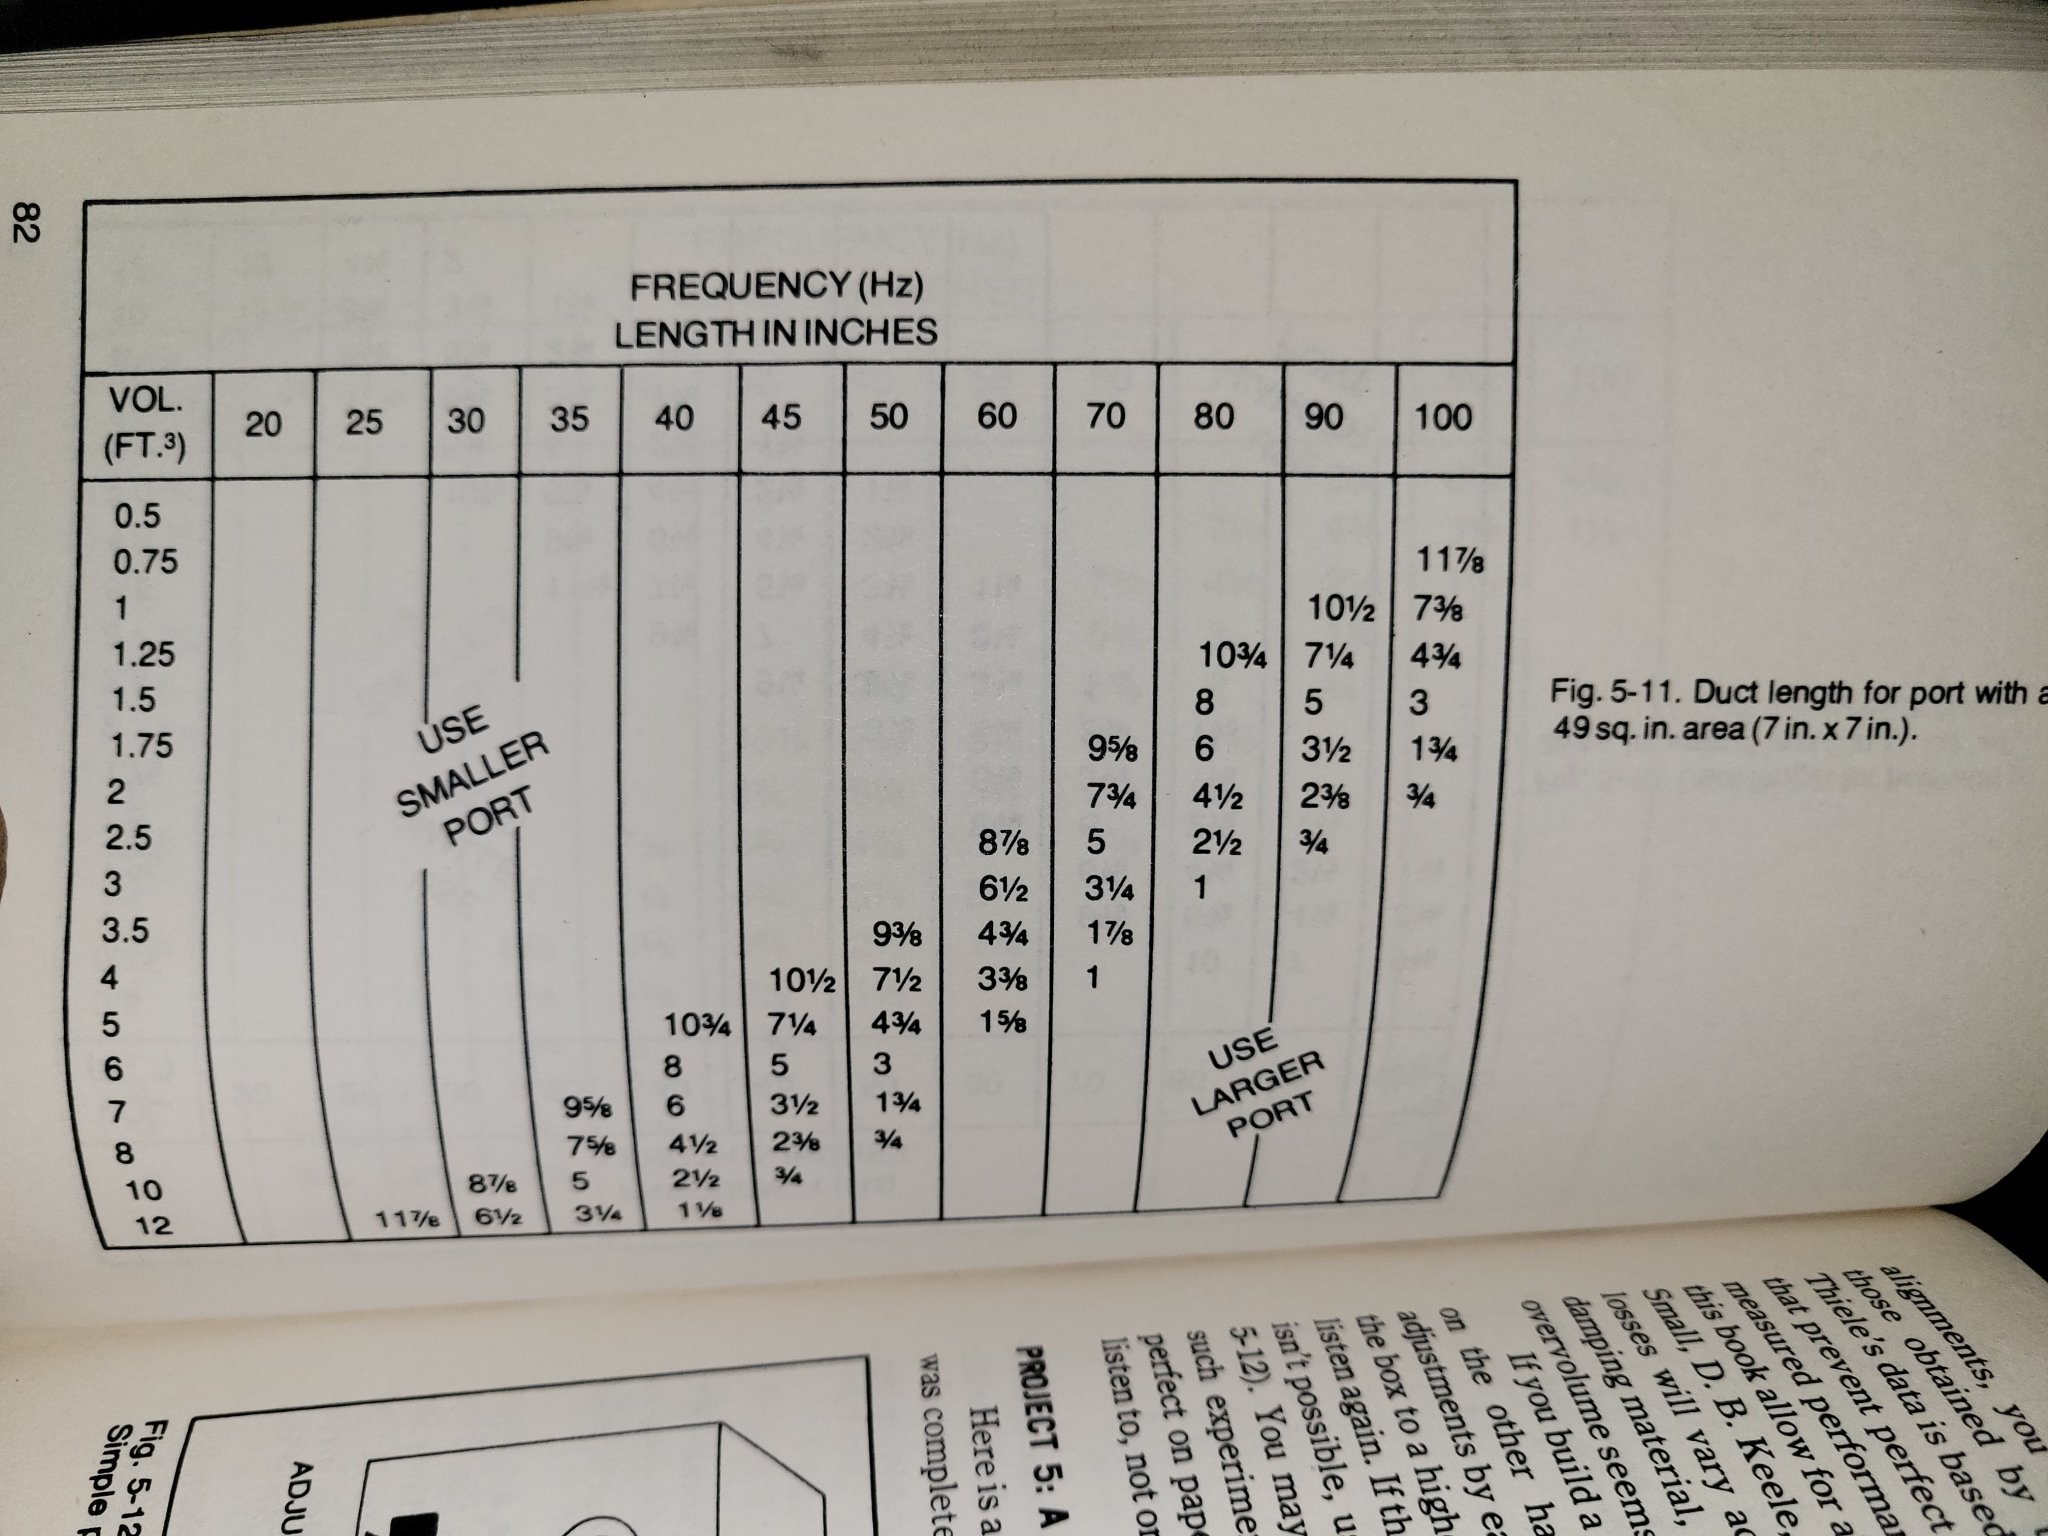 82
FREQUENCY (Hz)
LENGTH IN INCHES
VOL. (FT.³) 20 25 30 35 40 45 50 60 70 80 90 100
0.5
0.75 11⅞
1 10½ 7⅜
1.25 10¾ 7¼ 4¾
1.5 8 5 3
1.75 9⅝ 6 3½ 1¾
2 7¾ 4½ 2⅜ ¾
2.5 8⅞ 5 2½ ¾
3 6½ 3¼ 1
3.5 9⅜ 4¾ 1⅞
4 10½ 7½ 3⅜ 1
5 10¾ 7¼ 4¾ 1⅝
6 8 5 3
7 9⅝ 6 3½ 1¾
8 7⅝ 4½ 2⅜ ¾
10 8⅞ 5 2½ ¾
12 11⅞ 6½ 3¼ 1⅛
USE
SMALLER
PORT
USE
LARGER
PORT
Fig. 5-11. Duct length for port with a
49 sq. in. area (7 in. x 7 in.).
alignments, you
those obtained by
Thiele's data is based
that prevent perfect
measured performa
this book allow for a
Small, D. B. Keele,
losses will vary ac
damping material,
overvolume seems
If you build a
on the other ha
adjustments by ea
the box to a high
listen again. If th
isn't possible, u
5-12). You may
such experime
perfect on pape
listen to, not o
PROJECT 5: A
Here is a
was complete
Fig. 5-12
Simple p
ADJU